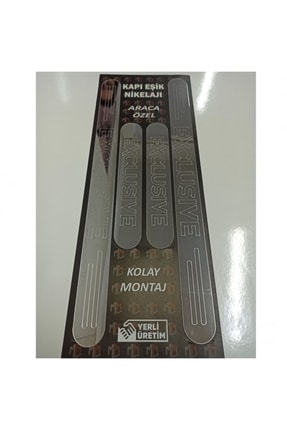 KAPI EŞİK
NİKELAJI
ARACA
ÖZEL
EXCLUSIVE
EXCLUSIVE
EXCLUSIVE
EXCLUSIVE
KOLAY
MONTAJ
YERLİ
ÜRETİM